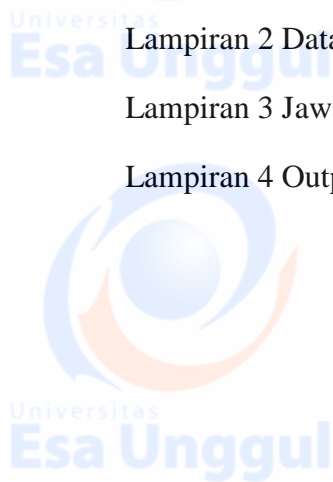 Universitas
Esa Unggul
Lampiran 2 Data
Lampiran 3 Jaw
Lampiran 4 Out
Universitas
Esa Unggul